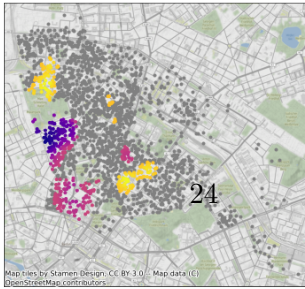 24
Map tiles by Stamen Design, CC BY 3.0 -- Map data (C)
OpenStreetMap contributors